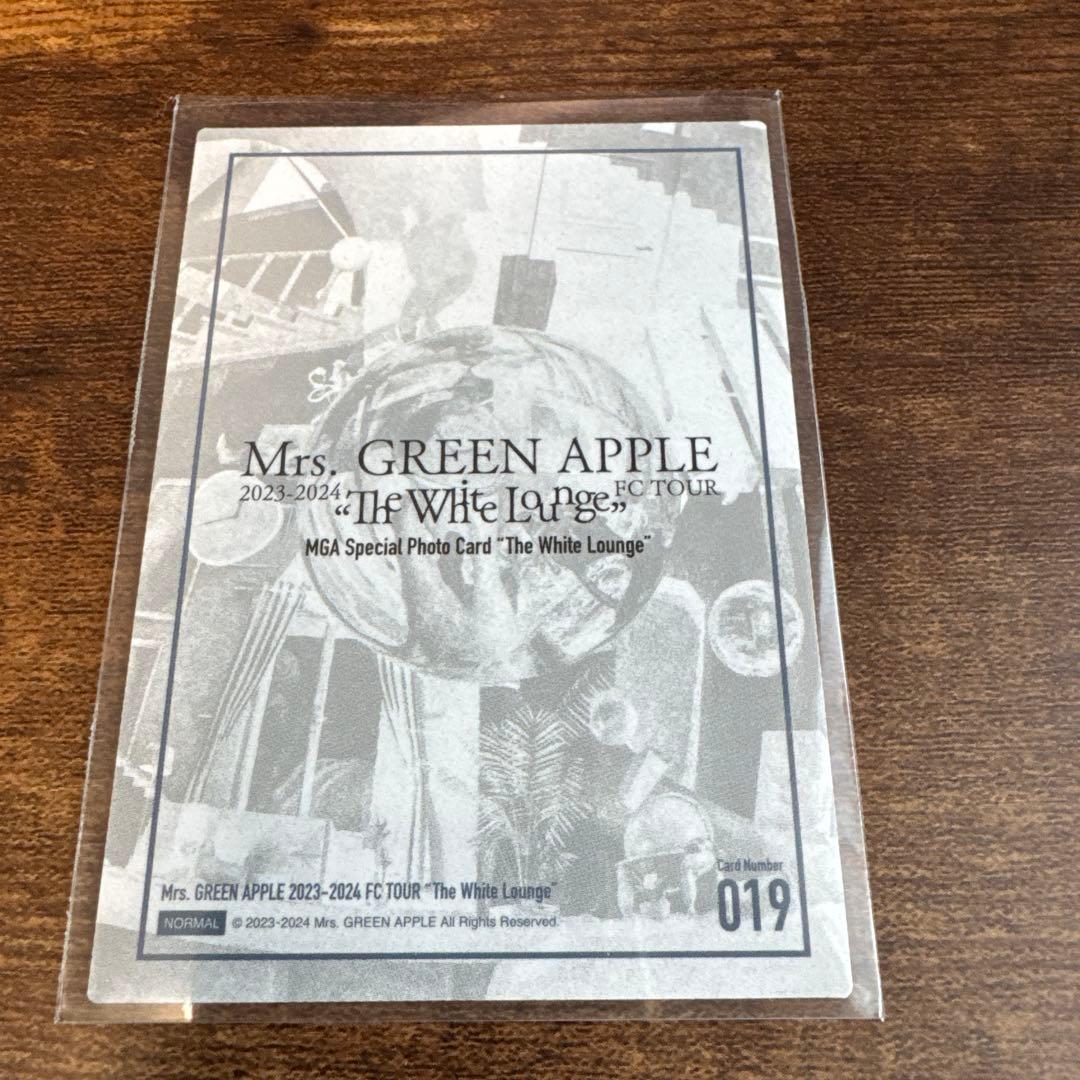 Mrs. GREEN APPLE
2023-2024 “The White Lounge” FC TOUR
MGA Special Photo Card "The White Lounge"
Card Number
019
Mrs. GREEN APPLE 2023-2024 FC TOUR "The White Lounge"
NORMAL © 2023-2024 Mrs. GREEN APPLE All Rights Reserved.